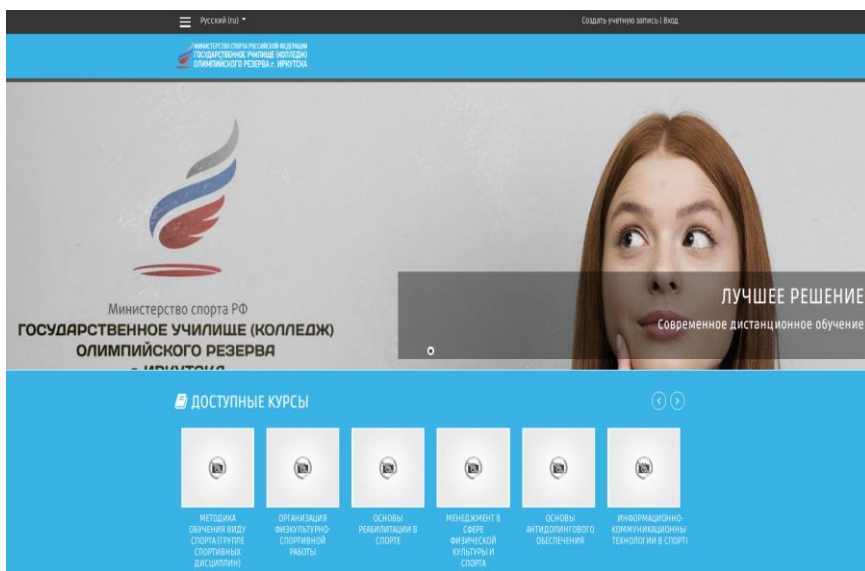 Русский (ru)
Создать учетную запись | Вход
МИНИСТЕРСТВО СПОРТА РОССИЙСКОЙ ФЕДЕРАЦИИ
ГОСУДАРСТВЕННОЕ УЧИЛИЩЕ (КОЛЛЕДЖ)
ОЛИМПИЙСКОГО РЕЗЕРВА г. ИРКУТСКА
Министерство спорта РФ
ГОСУДАРСТВЕННОЕ УЧИЛИЩЕ (КОЛЛЕДЖ)
ОЛИМПИЙСКОГО РЕЗЕРВА
г. ИРКУТСКА
ЛУЧШЕЕ РЕШЕНИЕ
Современное дистанционное обучение
ДОСТУПНЫЕ КУРСЫ
МЕТОДИКА
ОБУЧЕНИЯ ВИДУ
СПОРТА (ГРУППЕ
СПОРТИВНЫХ
ДИСЦИПЛИН)
ОРГАНИЗАЦИЯ
ФИЗКУЛЬТУРНО-
СПОРТИВНОЙ
РАБОТЫ
ОСНОВЫ
РЕАБИЛИТАЦИИ В
СПОРТЕ
МЕНЕДЖМЕНТ В
СФЕРЕ
ФИЗИЧЕСКОЙ
КУЛЬТУРЫ И
СПОРТА
ОСНОВЫ
АНТИДОПИНГОВОГО
ОБЕСПЕЧЕНИЯ
ИНФОРМАЦИОННО-
КОММУНИКАЦИОННЫ
ТЕХНОЛОГИИ В СПОРТ